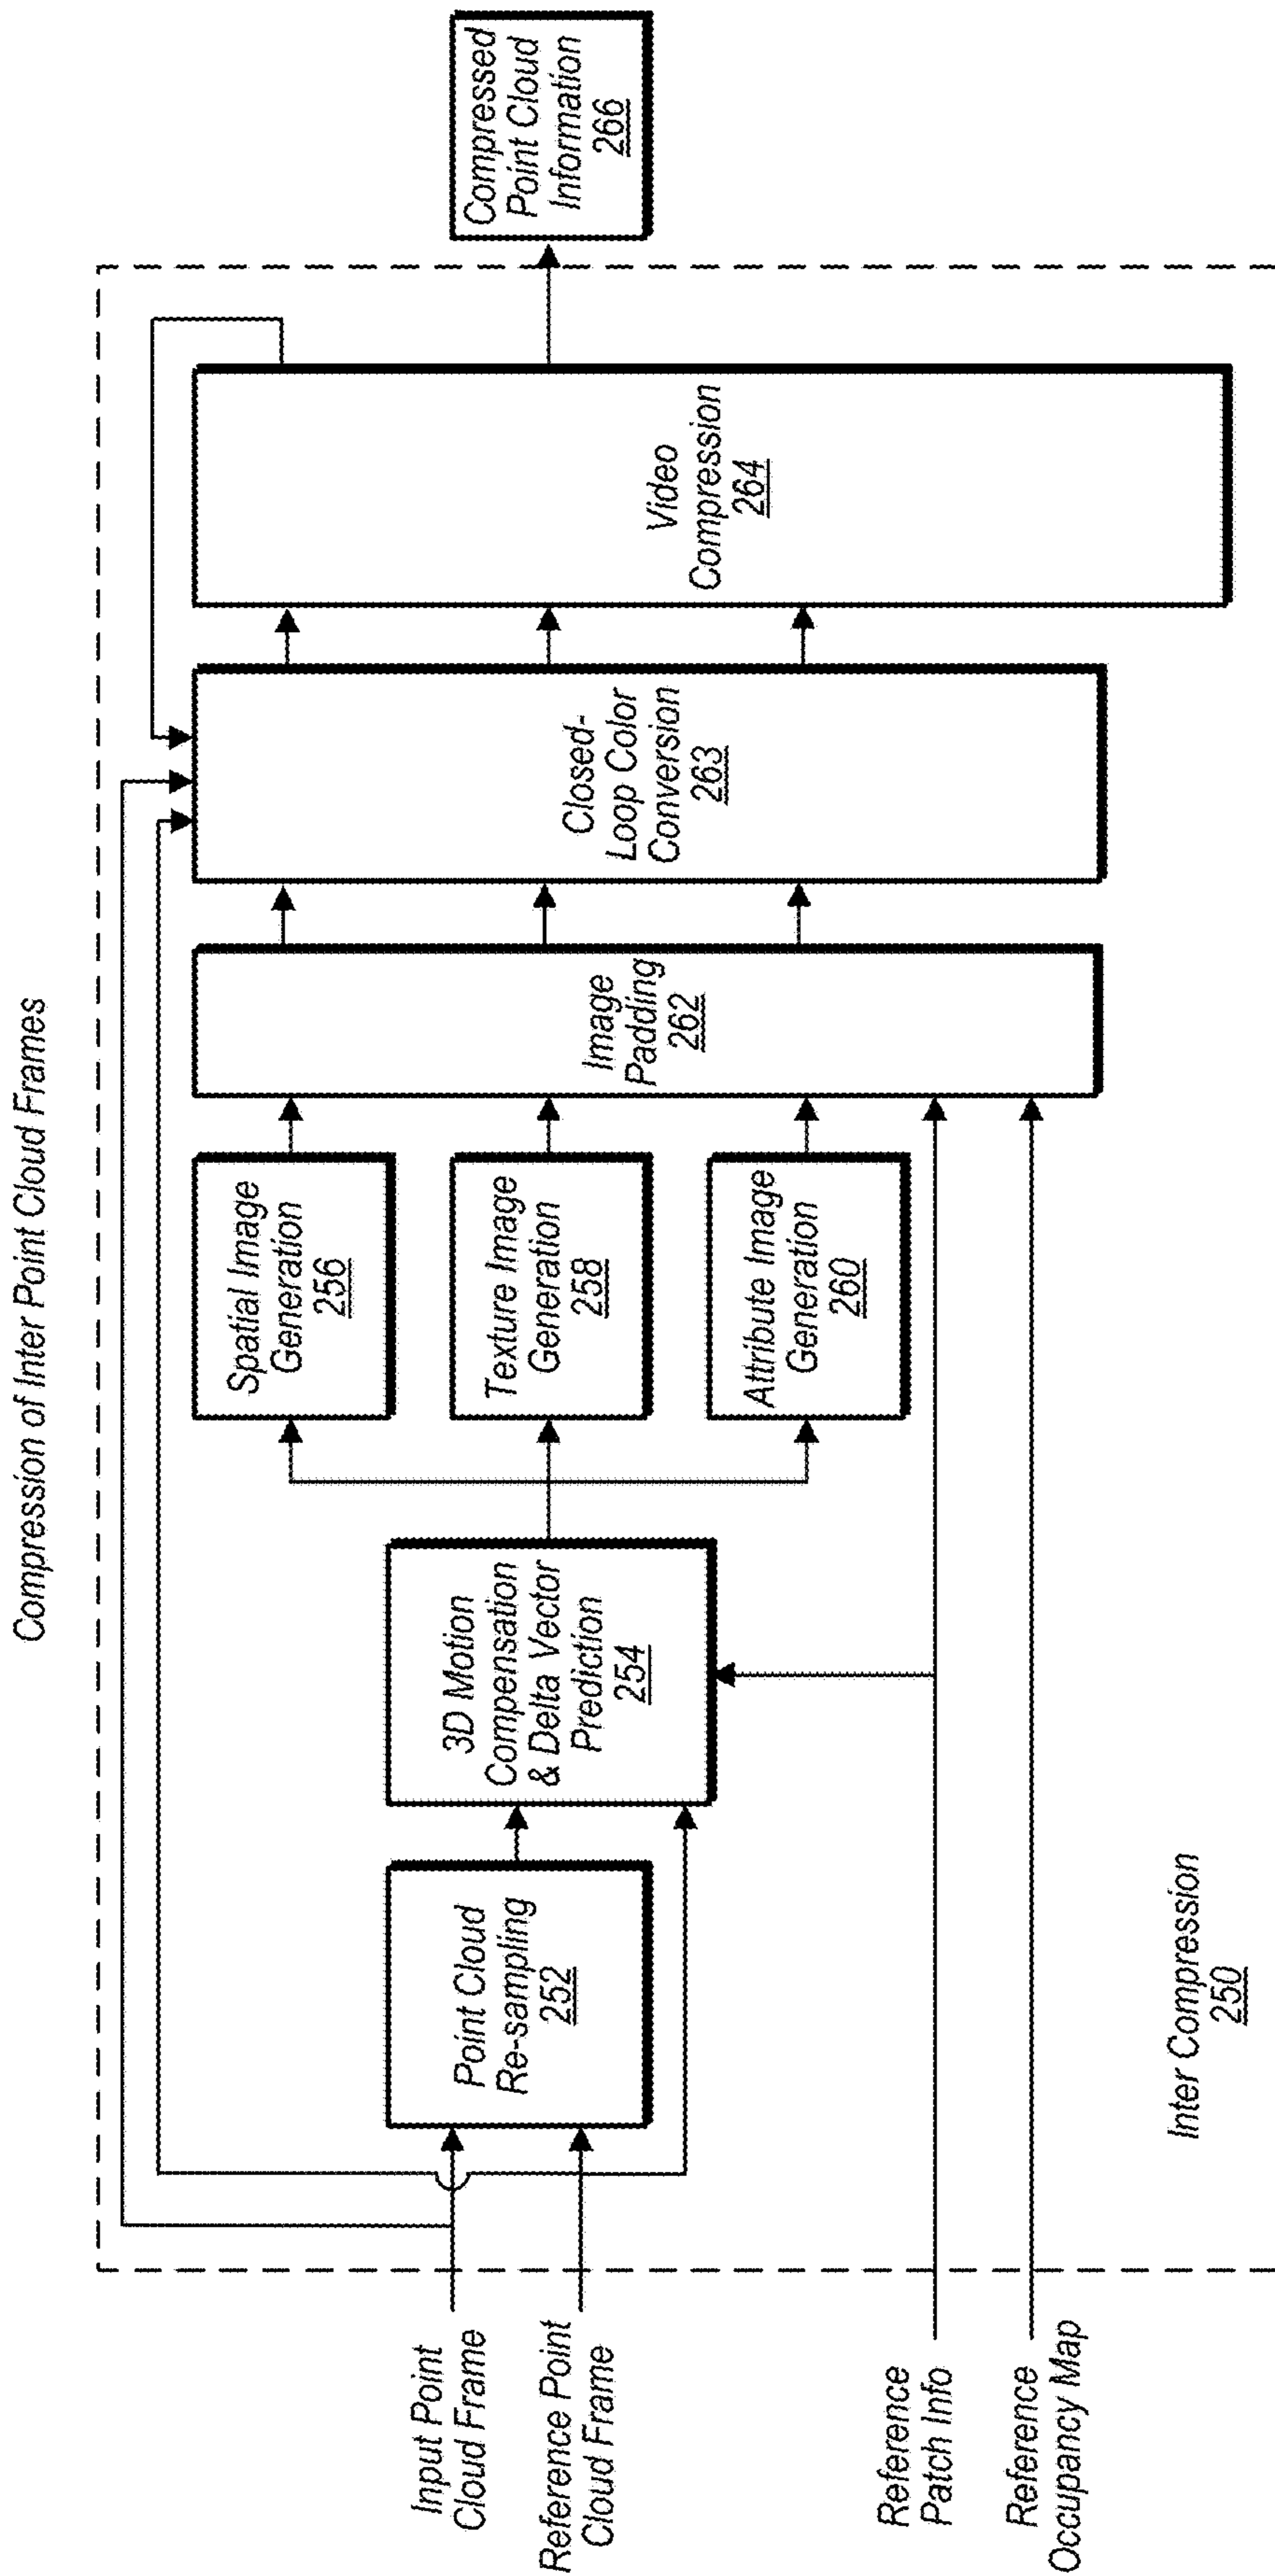 Compression of Inter Point Cloud Frames
Input Point
Cloud Frame
Reference Point
Cloud Frame
Reference
Patch Info
Reference
Occupancy Map
Point Cloud
Re-sampling
252
3D Motion
Compensation
& Delta Vector
Prediction
254
Spatial Image
Generation
256
Texture Image
Generation
258
Attribute Image
Generation
260
Image
Padding
262
Closed-
Loop Color
Conversion
263
Video
Compression
264
Compressed
Point Cloud
Information
266
Inter Compression
250